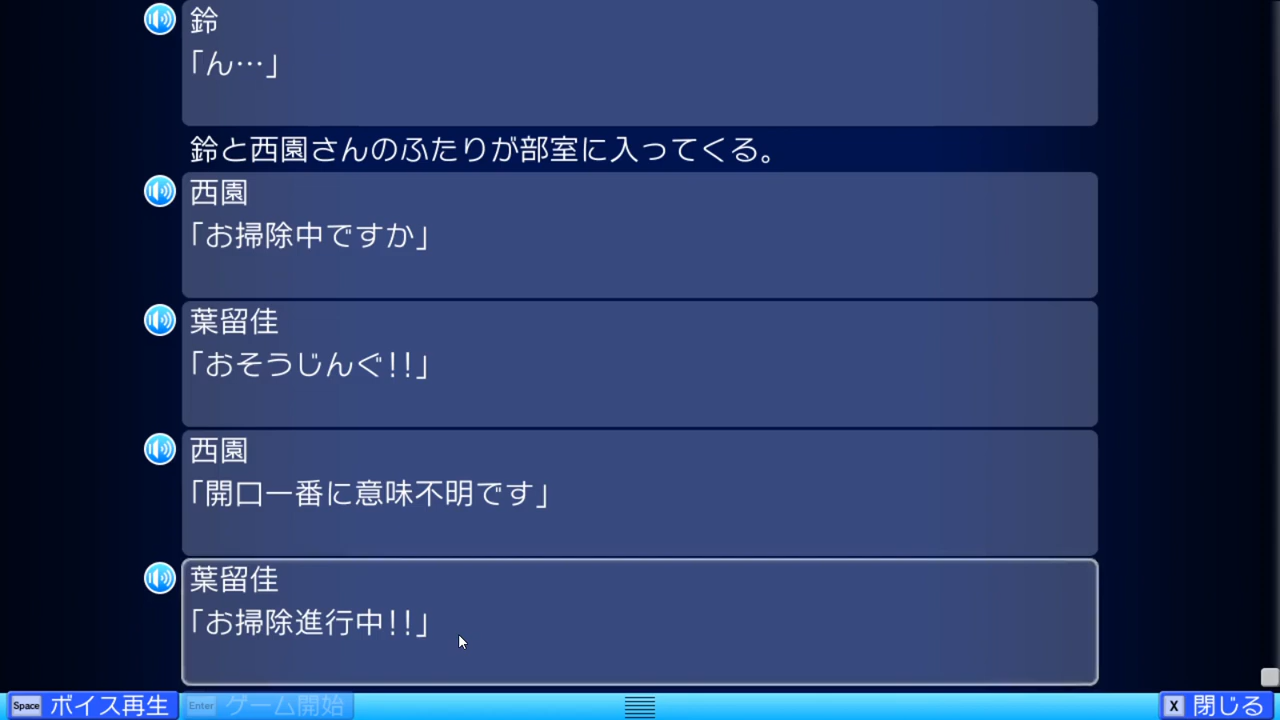 鈴
「ん…」
鈴と西園さんのふたりが部室に入ってくる。
西園
「お掃除中ですか」
葉留佳
「おそうじんぐ!!」
西園
「開口一番に意味不明です」
葉留佳
「お掃除進行中!!」
Space ボイス再生 Enter ゲーム開始 X 閉じる